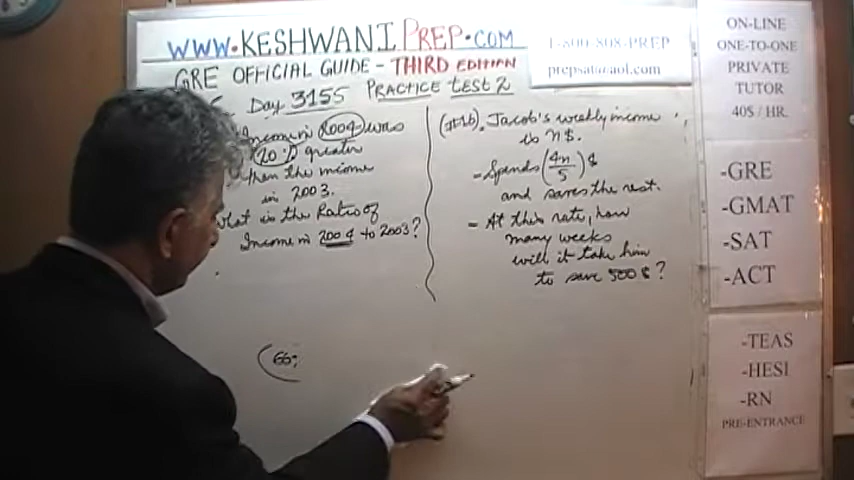 WWW.KESHWANIPREP.COM
1-800-808-PREP
prepsat@aol.com
GRE OFFICIAL GUIDE - THIRD EDITION
Day 3155 PRACTICE test 2
Income in 2004 was
20% greater
than the income
in 2003.
What is the Ratio of
Income in 2004 to 2003?
(#16). Jacob's weekly income
is n $.
- Spends (4n/5) $
and saves the rest.
- At this rate, how
many weeks
will it take him
to save 500 $?
ON-LINE
ONE-TO-ONE
PRIVATE
TUTOR
40$ / HR.
-GRE
-GMAT
-SAT
-ACT
-TEAS
-HESI
-RN
PRE-ENTRANCE